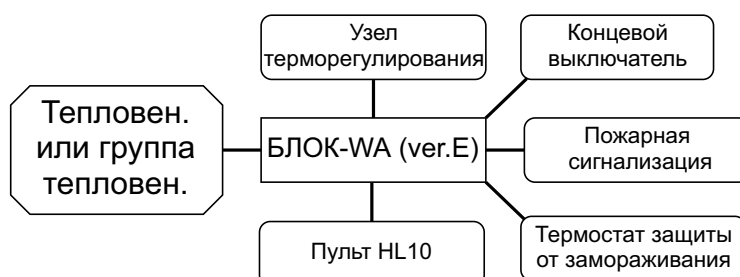 Узел
терморегулирования
Концевой
выключатель
Тепловен.
или группа
тепловен.
БЛОК-WA (ver.E)
Пожарная
сигнализация
Пульт HL10
Термостат защиты
от замораживания